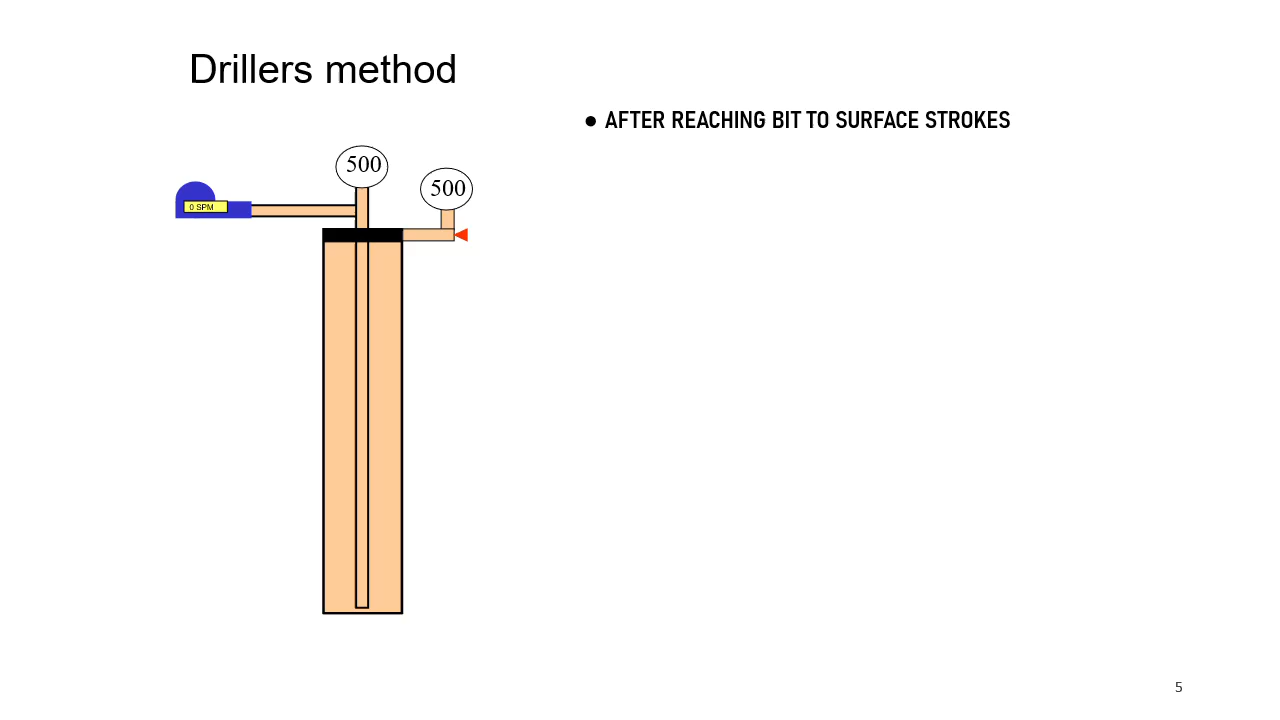 Drillers method
● AFTER REACHING BIT TO SURFACE STROKES
500
500
0 SPM
5